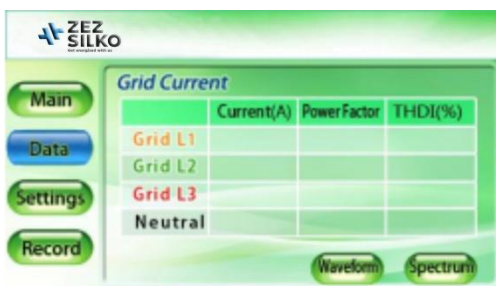 ZEZ
SILKO
Main
Data
Settings
Record
Grid Current
Current(A) Power Factor THDI(%)
Grid L1
Grid L2
Grid L3
Neutral
Waveform Spectrum